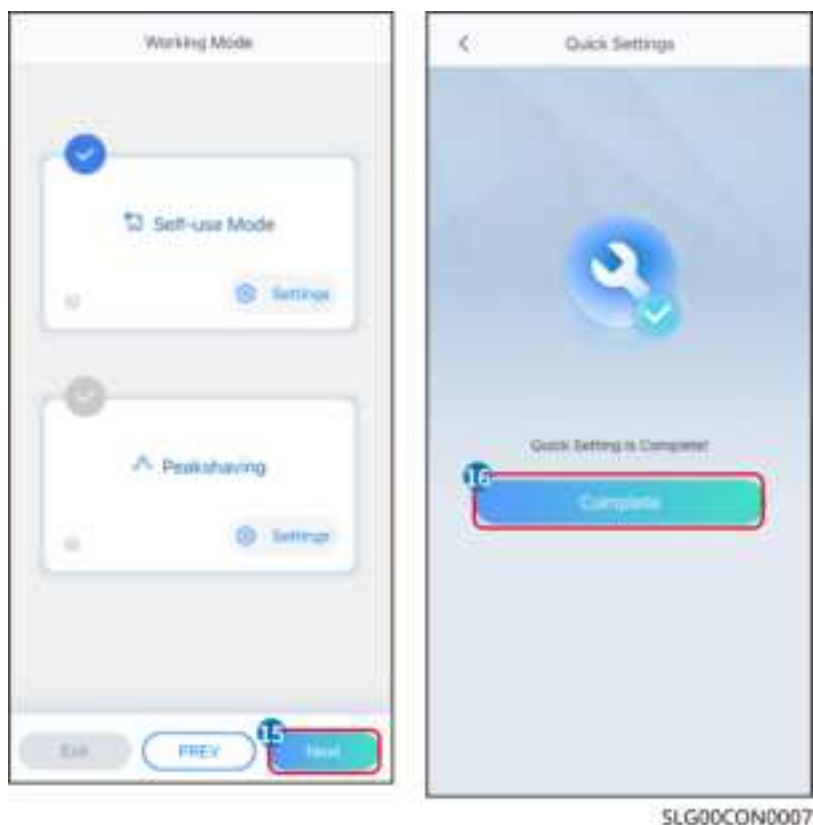 Working Mode
Self-use Mode
Settings
Peakshaving
Settings
Exit
PREV
15
Next
Quick Settings
Quick Setting is Complete!
16
Complete
SLG00CON0007